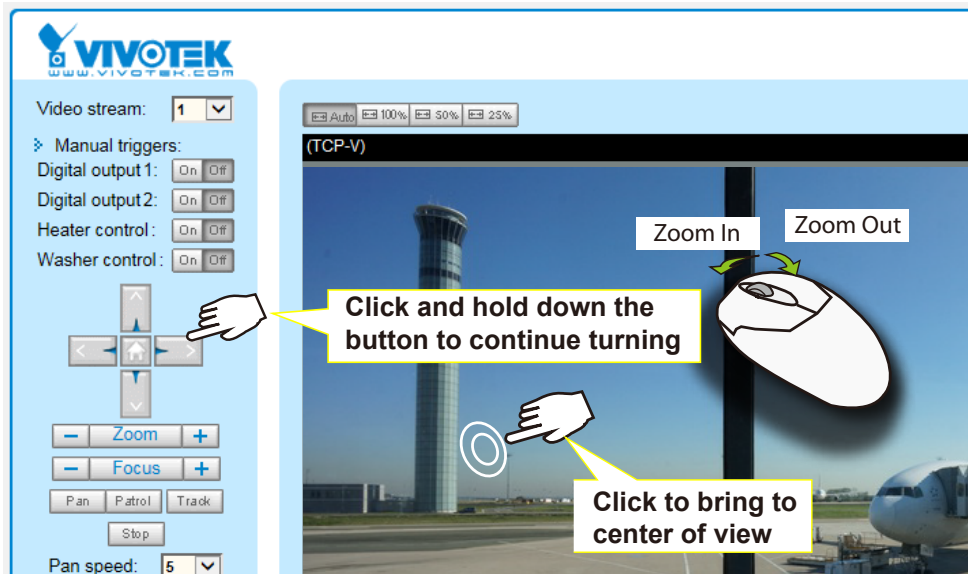 VIVOTEK
www.vivotek.com
Video stream: 1
Manual triggers:
Digital output 1: On Off
Digital output 2: On Off
Heater control : On Off
Washer control : On Off
− Zoom +
− Focus +
Pan Patrol Track
Stop
Pan speed: 5
Auto 100% 50% 25%
(TCP-V)
Zoom In
Zoom Out
Click and hold down the
button to continue turning
Click to bring to
center of view